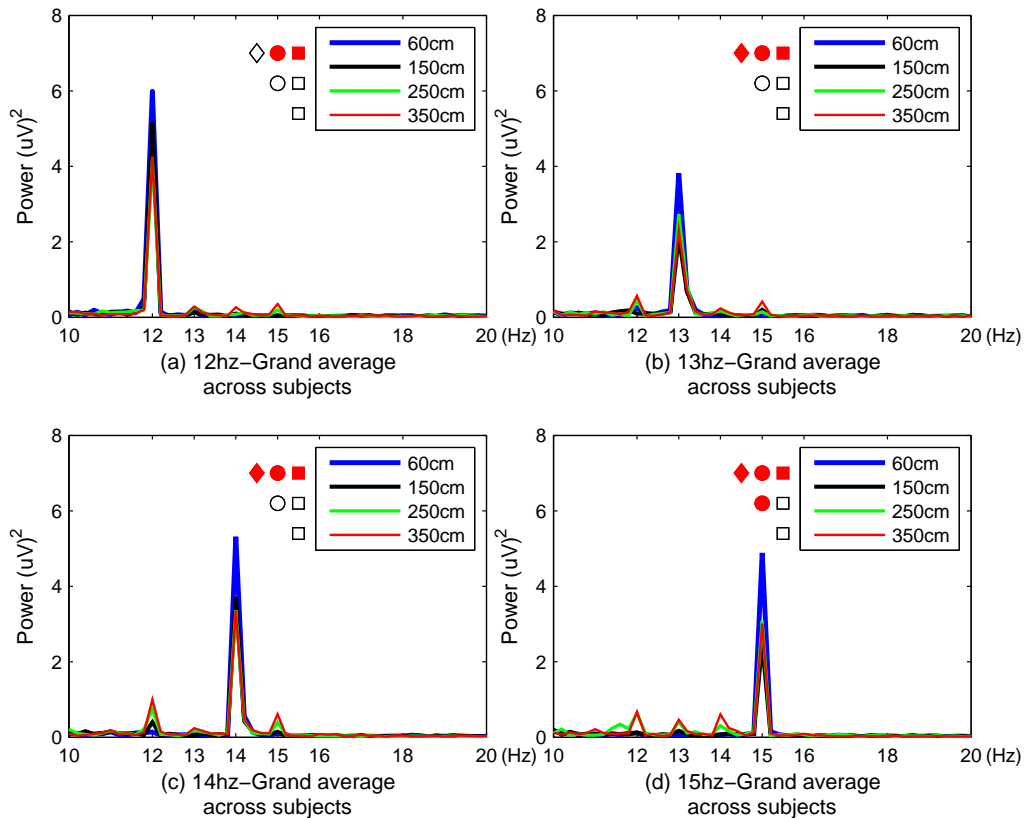 8
6
4
2
0
Power (uV)2
60cm
150cm
250cm
350cm
10 12 13 14 15 16 18 20 (Hz)
(a) 12hz−Grand average
across subjects
8
6
4
2
0
Power (uV)2
60cm
150cm
250cm
350cm
10 12 13 14 15 16 18 20 (Hz)
(b) 13hz−Grand average
across subjects
8
6
4
2
0
Power (uV)2
60cm
150cm
250cm
350cm
10 12 13 14 15 16 18 20 (Hz)
(c) 14hz−Grand average
across subjects
8
6
4
2
0
Power (uV)2
60cm
150cm
250cm
350cm
10 12 13 14 15 16 18 20 (Hz)
(d) 15hz−Grand average
across subjects